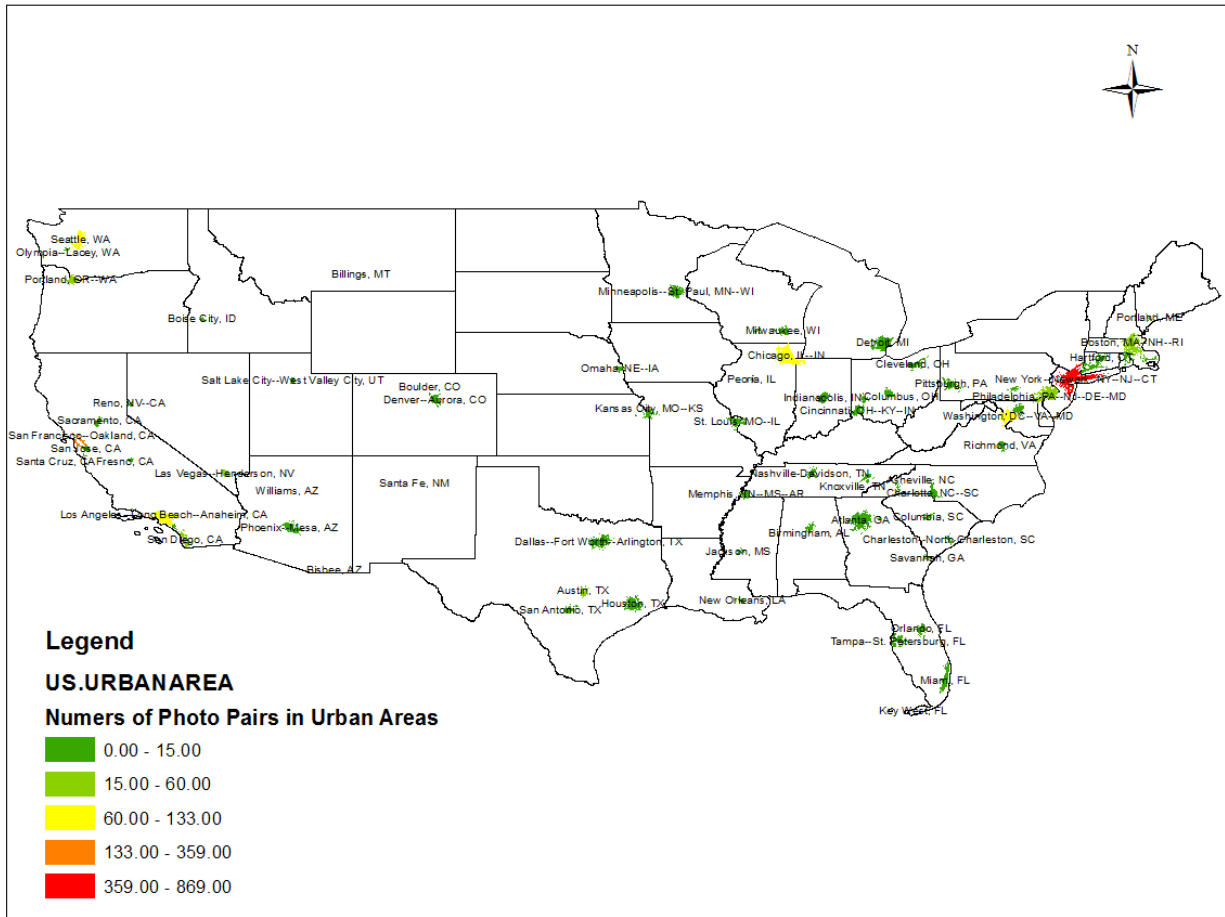 N
Seattle, WA
Olympia--Lacey, WA
Portland, OR--WA
Billings, MT
Minneapolis--St. Paul, MN--WI
Boise City, ID
Portland, ME
Milwaukee, WI
Detroit, MI
Boston, MA--NH--RI
Chicago, IL--IN
Hartford, CT
Cleveland, OH
Omaha, NE--IA
Salt Lake City--West Valley City, UT
Peoria, IL
Pittsburgh, PA
New York--Newark, NY--NJ--CT
Boulder, CO
Denver--Aurora, CO
Indianapolis, IN
Columbus, OH
Philadelphia, PA--NJ--DE--MD
Reno, NV--CA
Kansas City, MO--KS
Cincinnati, OH--KY--IN
Washington, DC--VA--MD
Sacramento, CA
St. Louis, MO--IL
San Francisco--Oakland, CA
San Jose, CA
Richmond, VA
Santa Cruz, CA
Fresno, CA
Las Vegas--Henderson, NV
Nashville-Davidson, TN
Santa Fe, NM
Knoxville, TN
Asheville, NC
Williams, AZ
Memphis, TN--MS--AR
Charlotte, NC--SC
Los Angeles--Long Beach--Anaheim, CA
Phoenix--Mesa, AZ
Atlanta, GA
Columbia, SC
Birmingham, AL
San Diego, CA
Dallas--Fort Worth--Arlington, TX
Charleston--North Charleston, SC
Jackson, MS
Savannah, GA
Bisbee, AZ
Austin, TX
New Orleans, LA
San Antonio, TX
Houston, TX
Orlando, FL
Tampa--St. Petersburg, FL
Miami, FL
Key West, FL
Legend
US.URBANAREA
Numers of Photo Pairs in Urban Areas
0.00 - 15.00
15.00 - 60.00
60.00 - 133.00
133.00 - 359.00
359.00 - 869.00